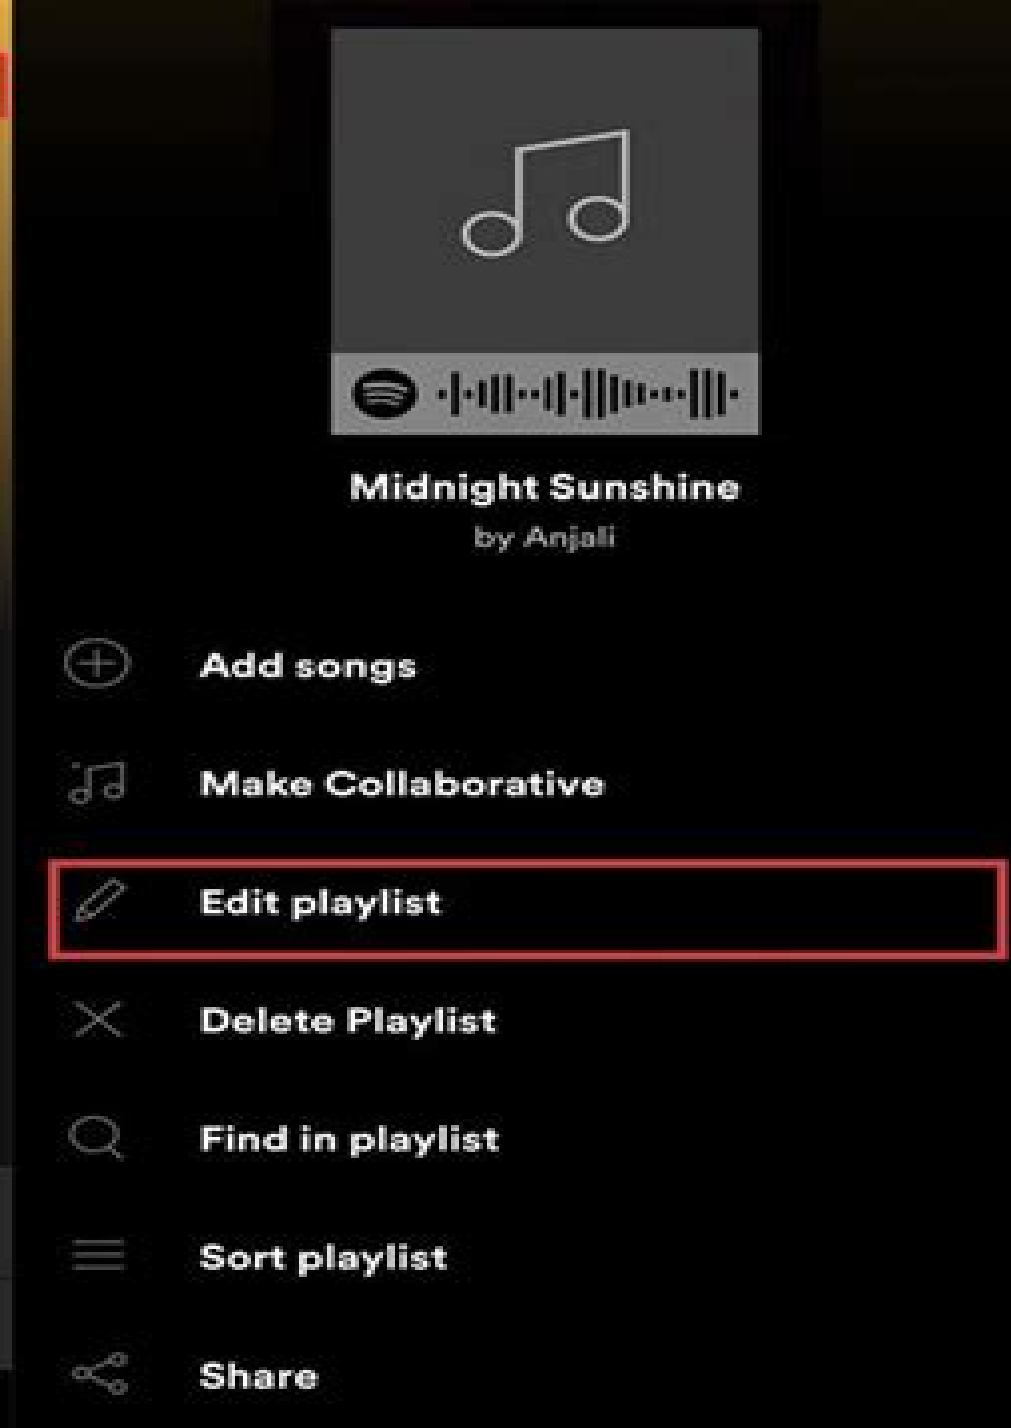 Midnight Sunshine
by Anjali
Add songs
Make Collaborative
Edit playlist
Delete Playlist
Find in playlist
Sort playlist
Share